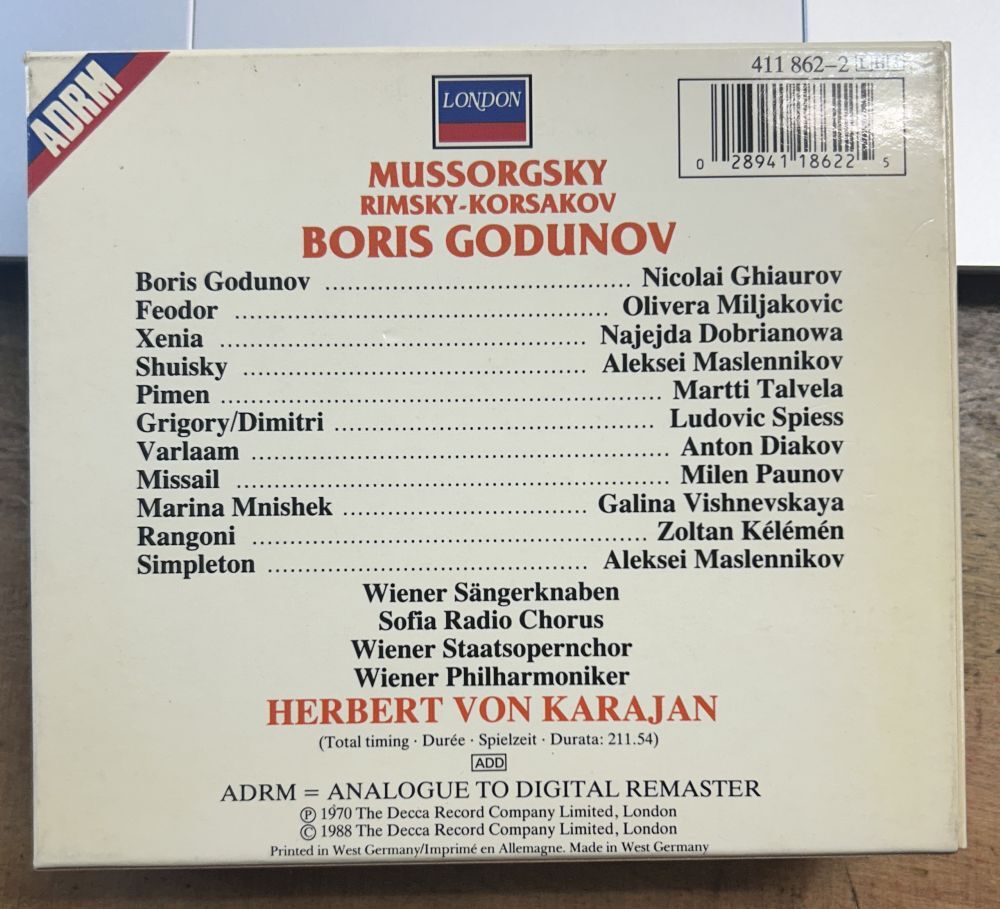 ADRM
LONDON
411 862-2
0 28941 18622 5
MUSSORGSKY
RIMSKY-KORSAKOV
BORIS GODUNOV
Boris Godunov .......................................... Nicolai Ghiaurov
Feodor .......................................... Olivera Miljakovic
Xenia .......................................... Najejda Dobrianowa
Shuisky .......................................... Aleksei Maslennikov
Pimen .......................................... Martti Talvela
Grigory/Dimitri .......................................... Ludovic Spiess
Varlaam .......................................... Anton Diakov
Missail .......................................... Milen Paunov
Marina Mnishek .......................................... Galina Vishnevskaya
Rangoni .......................................... Zoltan Kélémén
Simpleton .......................................... Aleksei Maslennikov
Wiener Sängerknaben
Sofia Radio Chorus
Wiener Staatsopernchor
Wiener Philharmoniker
HERBERT VON KARAJAN
(Total timing · Durée · Spielzeit · Durata: 211.54)
ADD
ADRM = ANALOGUE TO DIGITAL REMASTER
Ⓟ 1970 The Decca Record Company Limited, London
© 1988 The Decca Record Company Limited, London
Printed in West Germany/Imprimé en Allemagne. Made in West Germany